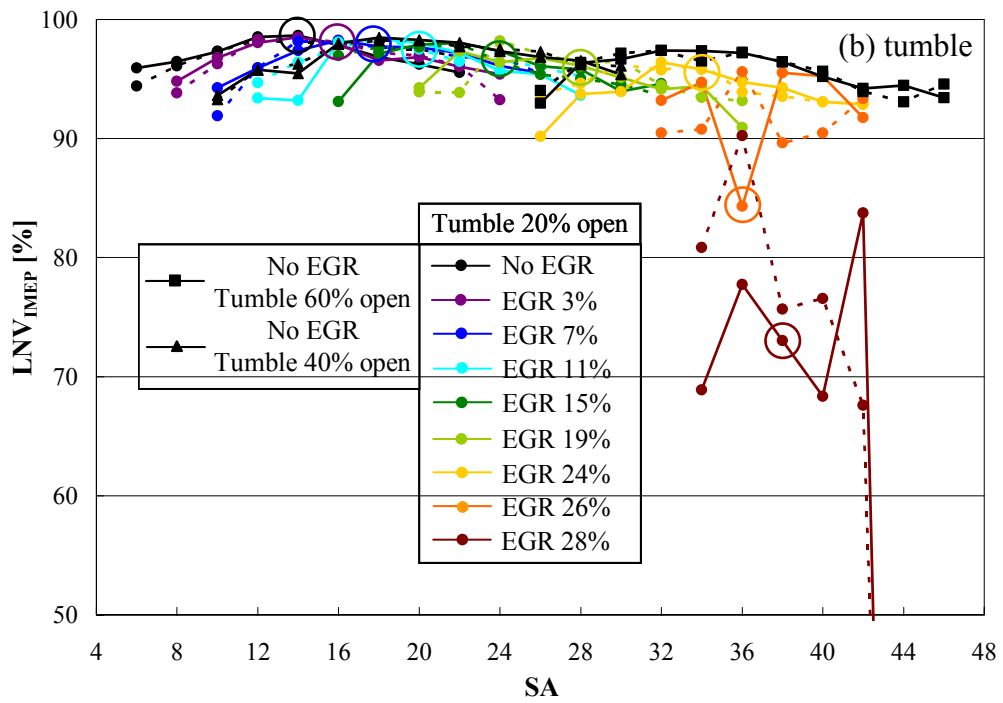 100
(b) tumble
90
Tumble 20% open
No EGR
Tumble 60% open
No EGR
Tumble 40% open
No EGR
EGR 3%
EGR 7%
EGR 11%
EGR 15%
EGR 19%
EGR 24%
EGR 26%
EGR 28%
80
70
60
50
LNV_IMEP [%]
4 8 12 16 20 24 28 32 36 40 44 48
SA